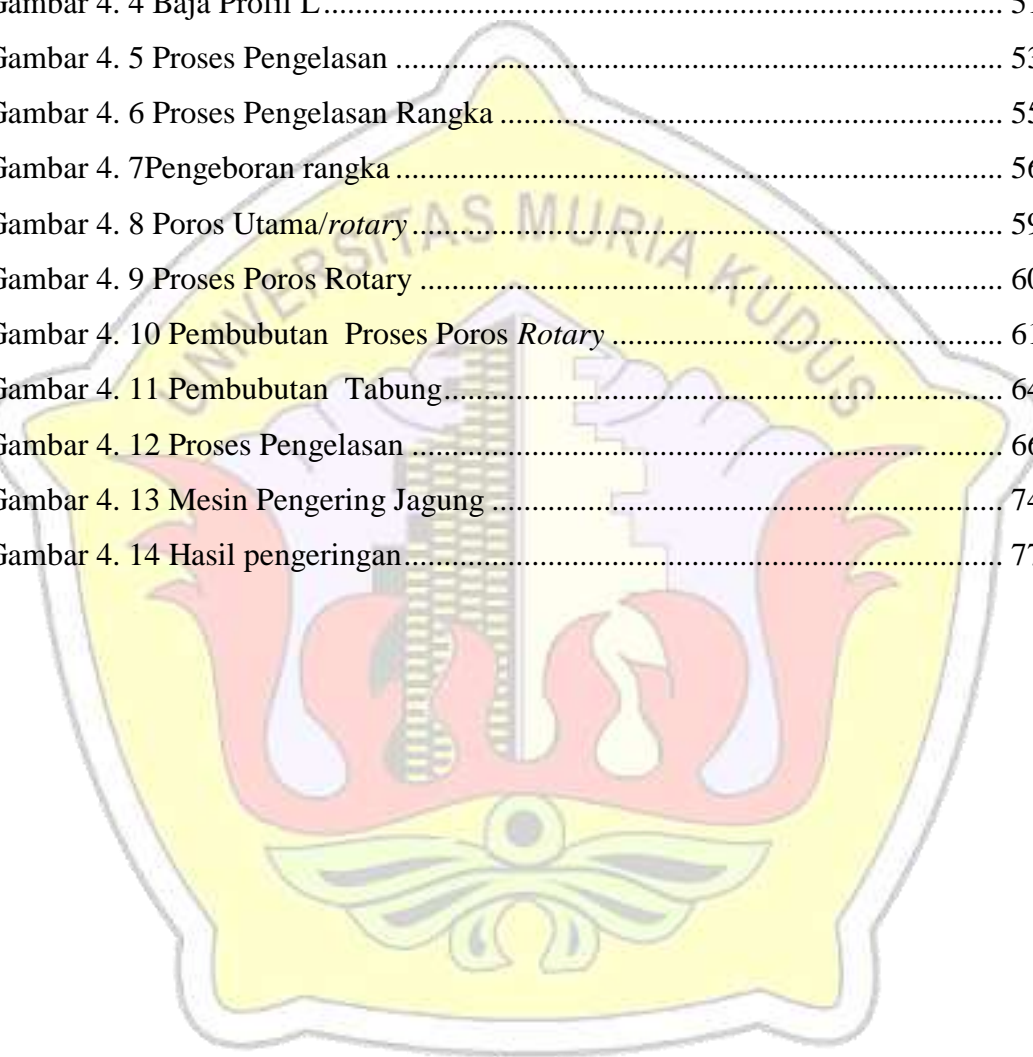 Gambar 4. 4 Baja Profil L ........................................................................ 51
Gambar 4. 5 Proses Pengelasan ................................................................ 53
Gambar 4. 6 Proses Pengelasan Rangka .................................................... 55
Gambar 4. 7Pengeboran rangka ................................................................ 56
Gambar 4. 8 Poros Utama/rotary .............................................................. 59
Gambar 4. 9 Proses Poros Rotary ............................................................. 60
Gambar 4. 10 Pembubutan  Proses Poros Rotary ...................................... 61
Gambar 4. 11 Pembubutan  Tabung........................................................... 64
Gambar 4. 12 Proses Pengelasan .............................................................. 66
Gambar 4. 13 Mesin Pengering Jagung ..................................................... 74
Gambar 4. 14 Hasil pengeringan................................................................ 77
UNIVERSITAS MURIA KUDUS